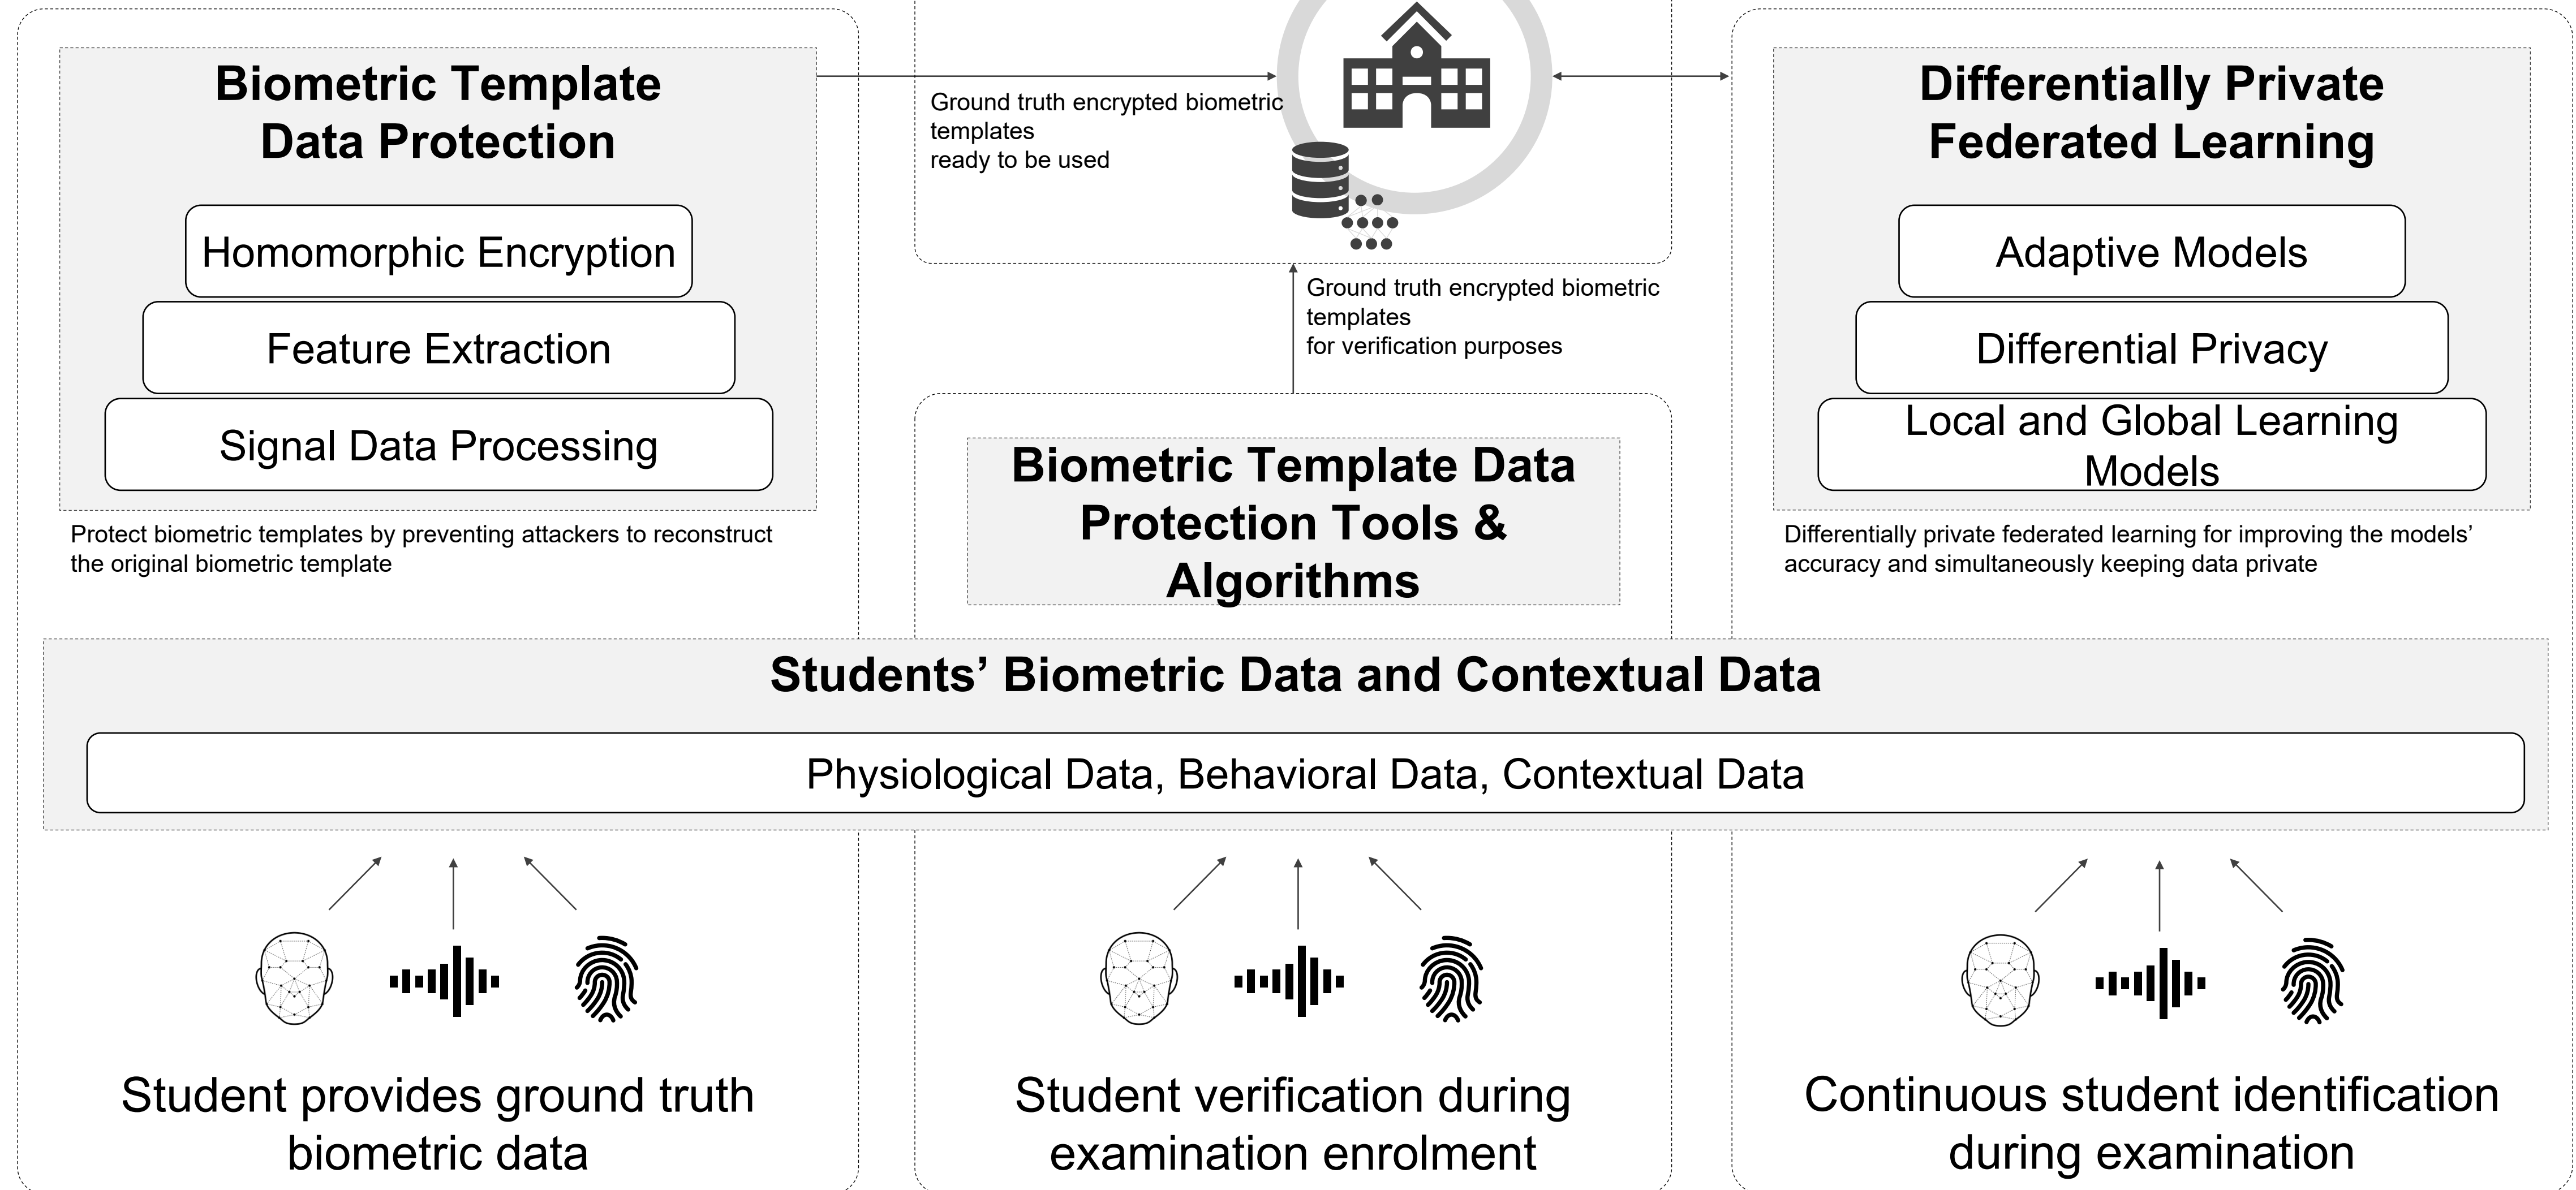 Biometric Template
Data Protection
Homomorphic Encryption
Feature Extraction
Signal Data Processing
Protect biometric templates by preventing attackers to reconstruct
the original biometric template
Ground truth encrypted biometric
templates
ready to be used
Ground truth encrypted biometric
templates
for verification purposes
Biometric Template Data
Protection Tools &
Algorithms
Differentially Private
Federated Learning
Adaptive Models
Differential Privacy
Local and Global Learning
Models
Differentially private federated learning for improving the models’
accuracy and simultaneously keeping data private
Students’ Biometric Data and Contextual Data
Physiological Data, Behavioral Data, Contextual Data
Student provides ground truth
biometric data
Student verification during
examination enrolment
Continuous student identification
during examination